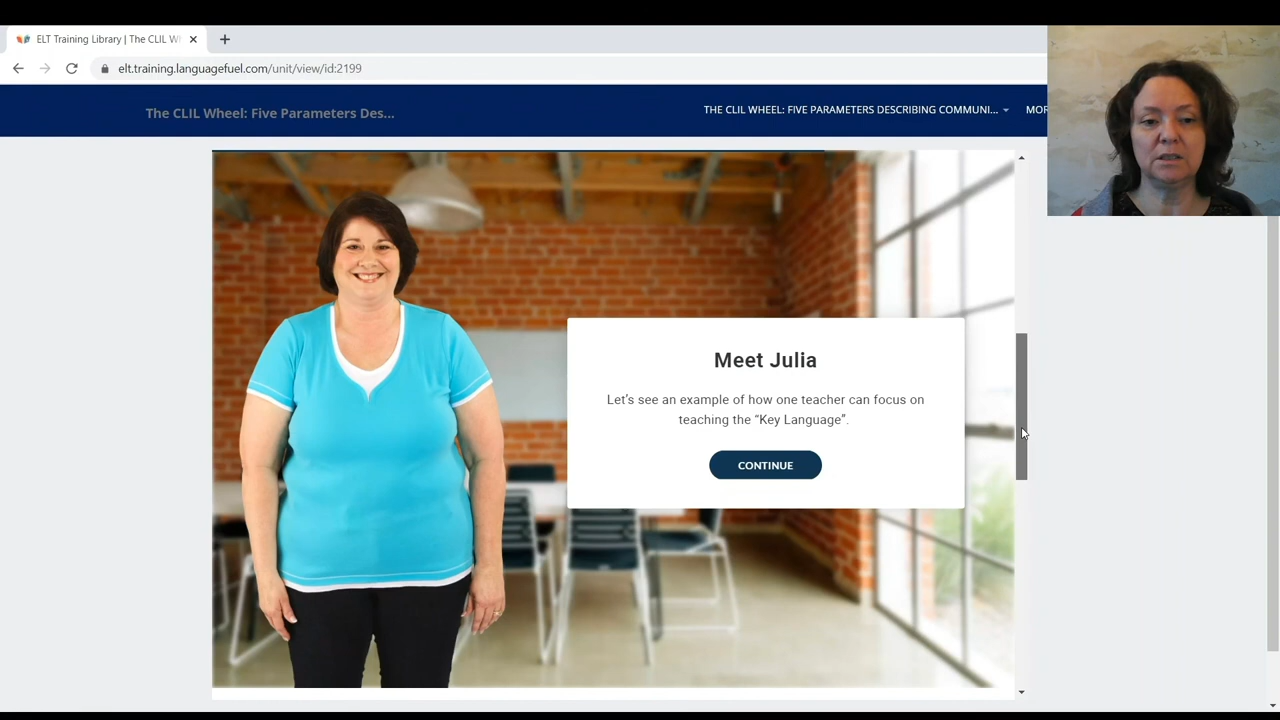 ELT Training Library | The CLIL W
elt.training.languagefuel.com/unit/view/id:2199
The CLIL Wheel: Five Parameters Des...
THE CLIL WHEEL: FIVE PARAMETERS DESCRIBING COMMUNI...
MOR
Meet Julia
Let's see an example of how one teacher can focus on
teaching the “Key Language”.
CONTINUE